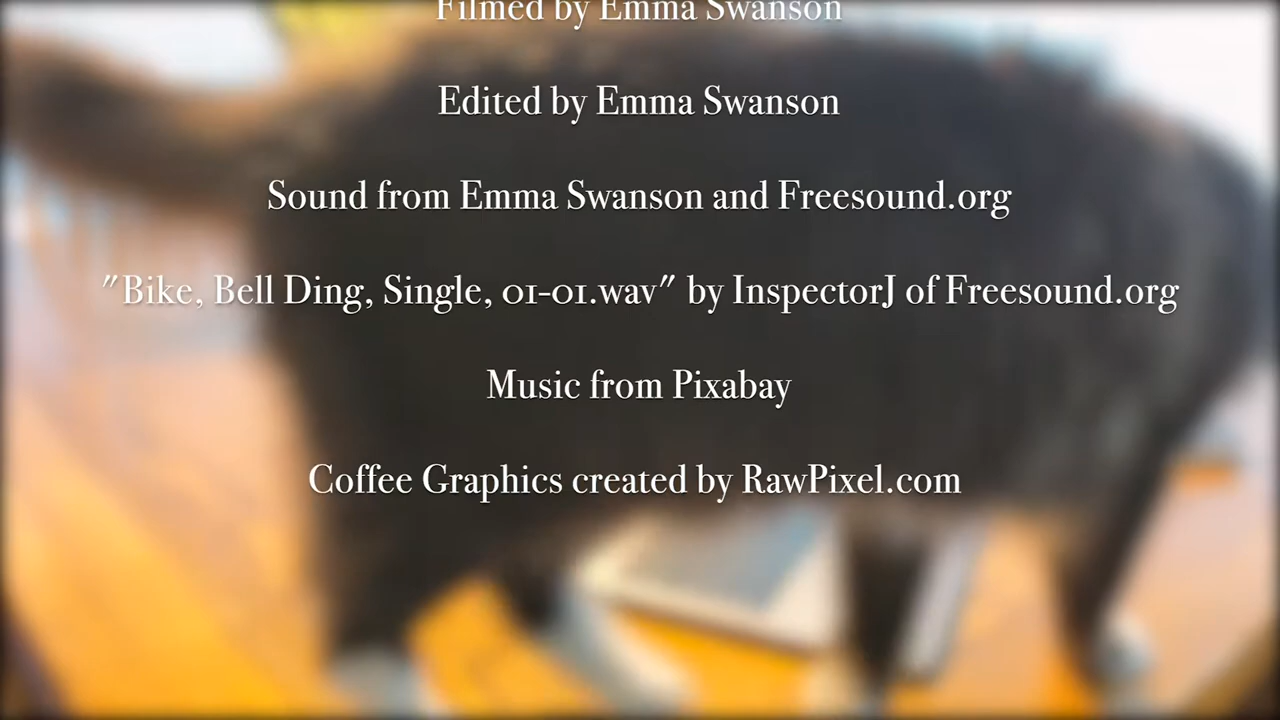 Filmed by Emma Swanson
Edited by Emma Swanson
Sound from Emma Swanson and Freesound.org
"Bike, Bell Ding, Single, 01-01.wav" by InspectorJ of Freesound.org
Music from Pixabay
Coffee Graphics created by RawPixel.com